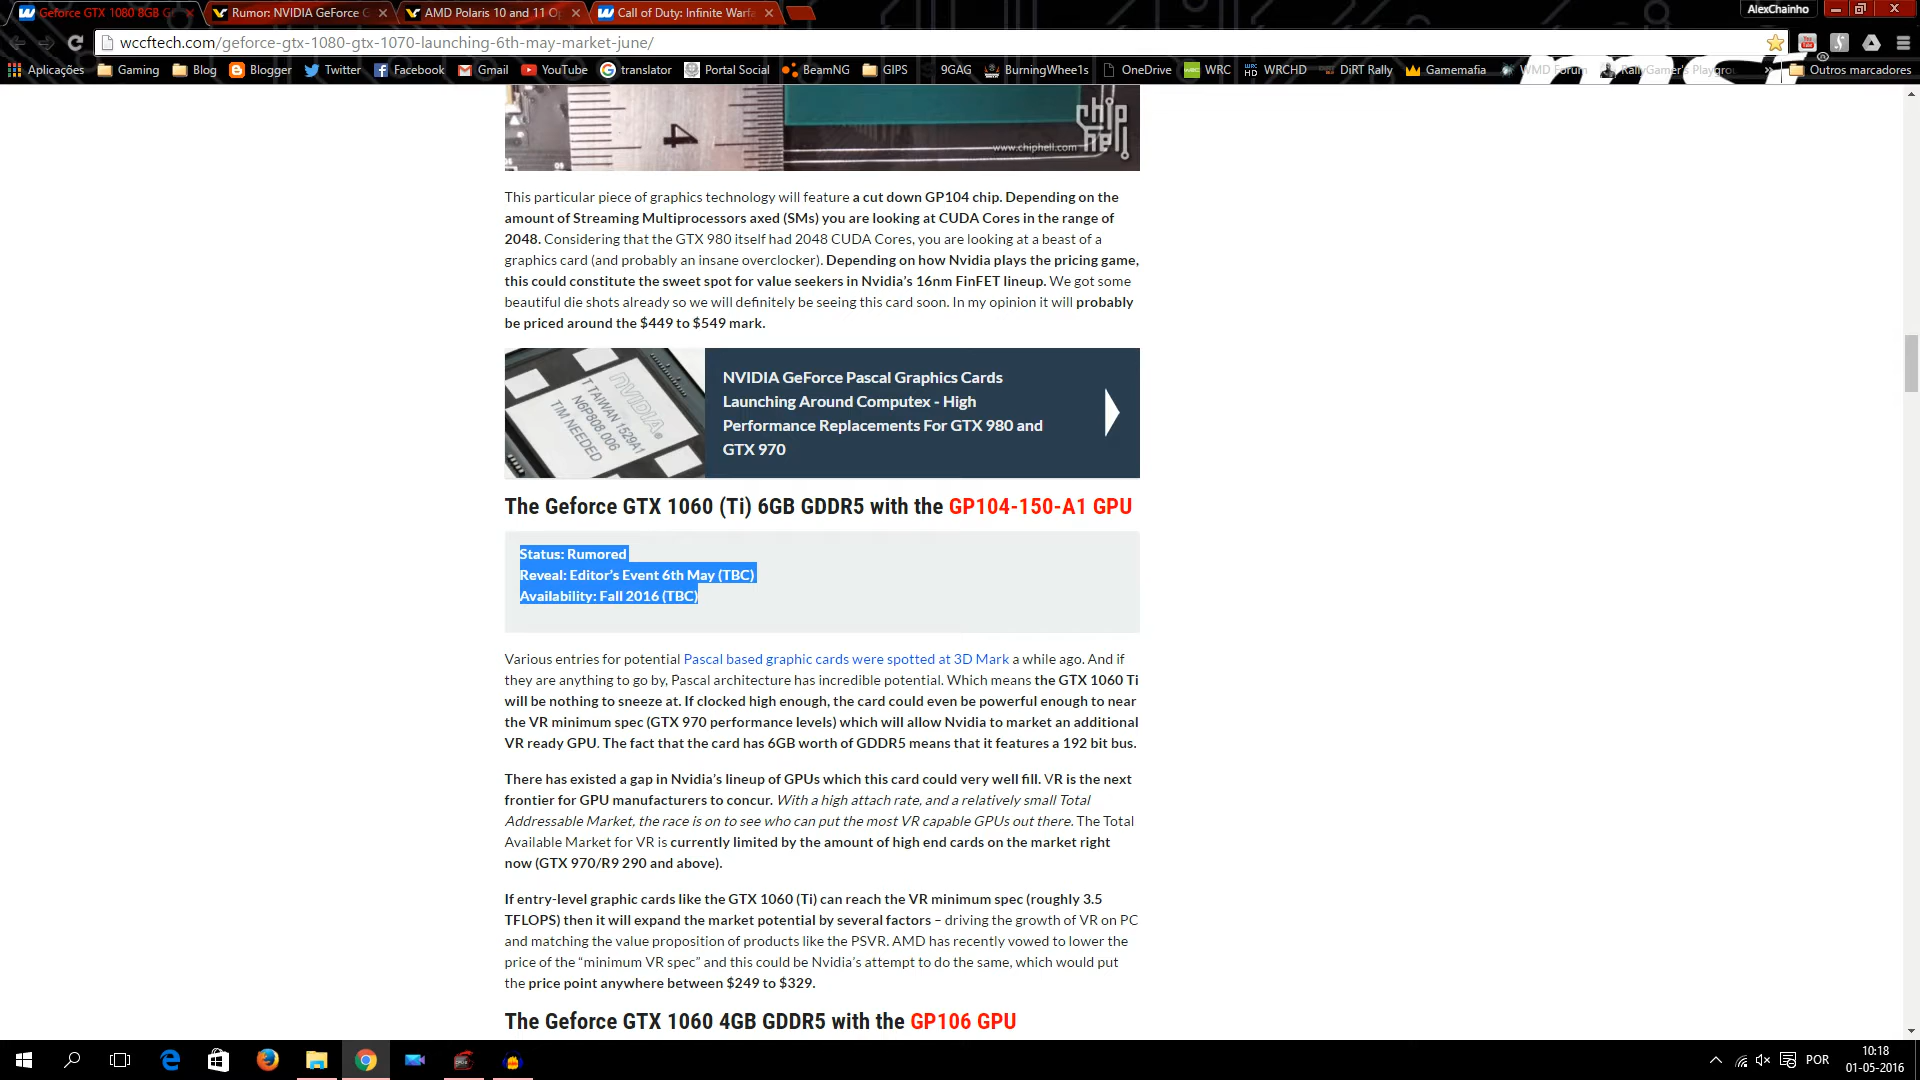 Geforce GTX 1080 8GB G
Rumor: NVIDIA GeForce G
AMD Polaris 10 and 11 O
Call of Duty: Infinite Warfa
AlexChainho
wccftech.com/geforce-gtx-1080-gtx-1070-launching-6th-may-market-june/
Aplicações Gaming Blog Blogger Twitter Facebook Gmail YouTube translator Portal Social BeamNG GIPS 9GAG BurningWhee1s OneDrive WRC WRCHD DiRT Rally Gamemafia WMD Forum RallyGamer's Playgro » Outros marcadores
4
chip
hell
www.chiphell.com
This particular piece of graphics technology will feature a cut down GP104 chip. Depending on the
amount of Streaming Multiprocessors axed (SMs) you are looking at CUDA Cores in the range of
2048. Considering that the GTX 980 itself had 2048 CUDA Cores, you are looking at a beast of a
graphics card (and probably an insane overclocker). Depending on how Nvidia plays the pricing game,
this could constitute the sweet spot for value seekers in Nvidia's 16nm FinFET lineup. We got some
beautiful die shots already so we will definitely be seeing this card soon. In my opinion it will probably
be priced around the $449 to $549 mark.
nVIDIA®
T TAIWAN 1529A1
N6P808.006
TIM NEEDED
NVIDIA GeForce Pascal Graphics Cards
Launching Around Computex - High
Performance Replacements For GTX 980 and
GTX 970
The Geforce GTX 1060 (Ti) 6GB GDDR5 with the GP104-150-A1 GPU
Status: Rumored
Reveal: Editor's Event 6th May (TBC)
Availability: Fall 2016 (TBC)
Various entries for potential Pascal based graphic cards were spotted at 3D Mark a while ago. And if
they are anything to go by, Pascal architecture has incredible potential. Which means the GTX 1060 Ti
will be nothing to sneeze at. If clocked high enough, the card could even be powerful enough to near
the VR minimum spec (GTX 970 performance levels) which will allow Nvidia to market an additional
VR ready GPU. The fact that the card has 6GB worth of GDDR5 means that it features a 192 bit bus.
There has existed a gap in Nvidia's lineup of GPUs which this card could very well fill. VR is the next
frontier for GPU manufacturers to concur. With a high attach rate, and a relatively small Total
Addressable Market, the race is on to see who can put the most VR capable GPUs out there. The Total
Available Market for VR is currently limited by the amount of high end cards on the market right
now (GTX 970/R9 290 and above).
If entry-level graphic cards like the GTX 1060 (Ti) can reach the VR minimum spec (roughly 3.5
TFLOPS) then it will expand the market potential by several factors – driving the growth of VR on PC
and matching the value proposition of products like the PSVR. AMD has recently vowed to lower the
price of the “minimum VR spec” and this could be Nvidia's attempt to do the same, which would put
the price point anywhere between $249 to $329.
The Geforce GTX 1060 4GB GDDR5 with the GP106 GPU
POR
10:18
01-05-2016